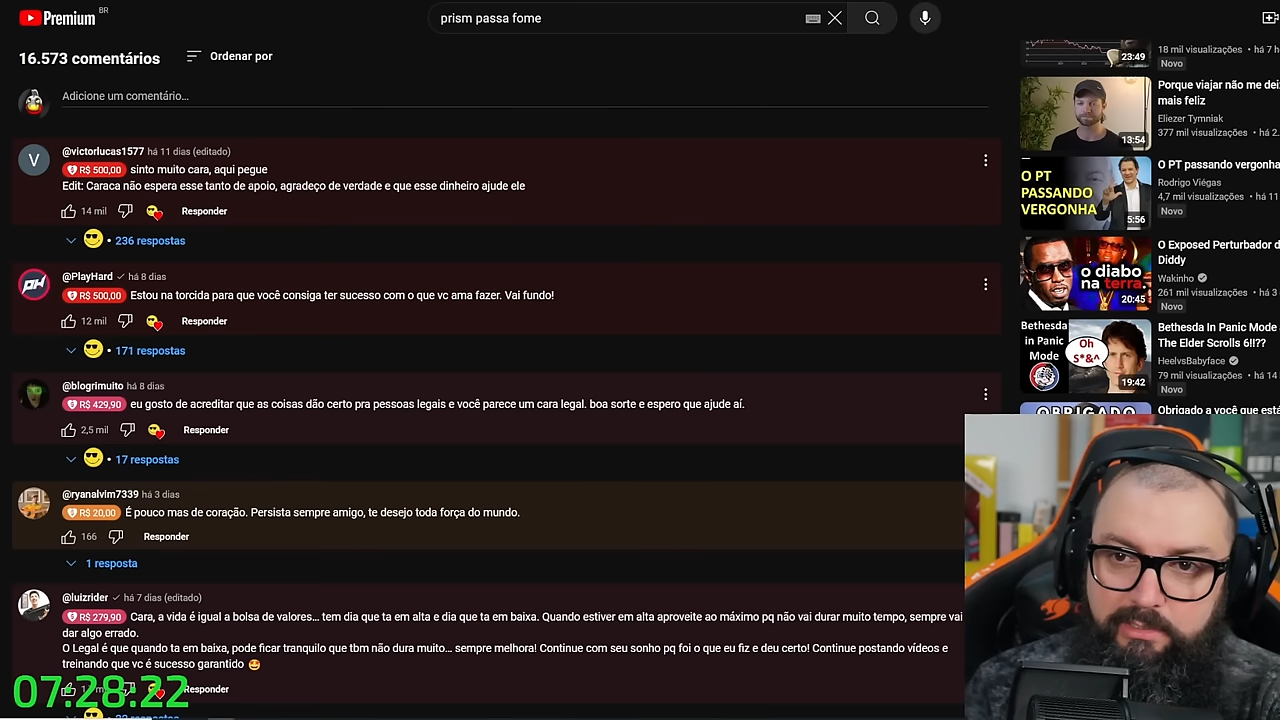 Premium BR
prism passa fome
16.573 comentários
Ordenar por
Adicione um comentário...
V
@victorlucas1577 há 11 dias (editado)
R$ 500,00 sinto muito cara, aqui pegue
Edit: Caraca não espera esse tanto de apoio, agradeço de verdade e que esse dinheiro ajude ele
14 mil
Responder
• 236 respostas
PH
@PlayHard há 8 dias
R$ 500,00 Estou na torcida para que você consiga ter sucesso com o que vc ama fazer. Vai fundo!
12 mil
Responder
• 171 respostas
@blogrimuito há 8 dias
R$ 429,90 eu gosto de acreditar que as coisas dão certo pra pessoas legais e você parece um cara legal. boa sorte e espero que ajude aí.
2,5 mil
Responder
• 17 respostas
@ryanalvim7339 há 3 dias
R$ 20,00 É pouco mas de coração. Persista sempre amigo, te desejo toda força do mundo.
166
Responder
1 resposta
@luizrider há 7 dias (editado)
R$ 279,90 Cara, a vida é igual a bolsa de valores... tem dia que ta em alta e dia que ta em baixa. Quando estiver em alta aproveite ao máximo pq não vai durar muito tempo, sempre vai
dar algo errado.
O Legal é que quando ta em baixa, pode ficar tranquilo que tbm não dura muito... sempre melhora! Continue com seu sonho pq foi o que eu fiz e deu certo! Continue postando vídeos e
treinando que vc é sucesso garantido 🤩
Responder
07:28:22
23:49
18 mil visualizações • há 7 h
Novo
13:54
Porque viajar não me dei
mais feliz
Eliezer Tymniak
377 mil visualizações • há 2
O PT
PASSANDO
VERGONHA
5:56
O PT passando vergonha
Rodrigo Viégas
4,7 mil visualizações • há 11
Novo
o diabo
na terra.
20:45
O Exposed Perturbador d
Diddy
Wakinho
261 mil visualizações • há 3
Novo
Bethesda
in Panic
Mode
Oh
S*&^
19:42
Bethesda In Panic Mode
The Elder Scrolls 6!!??
HeelvsBabyface
79 mil visualizações • há 14
Novo
OBRIGADO
Obrigado a você que está